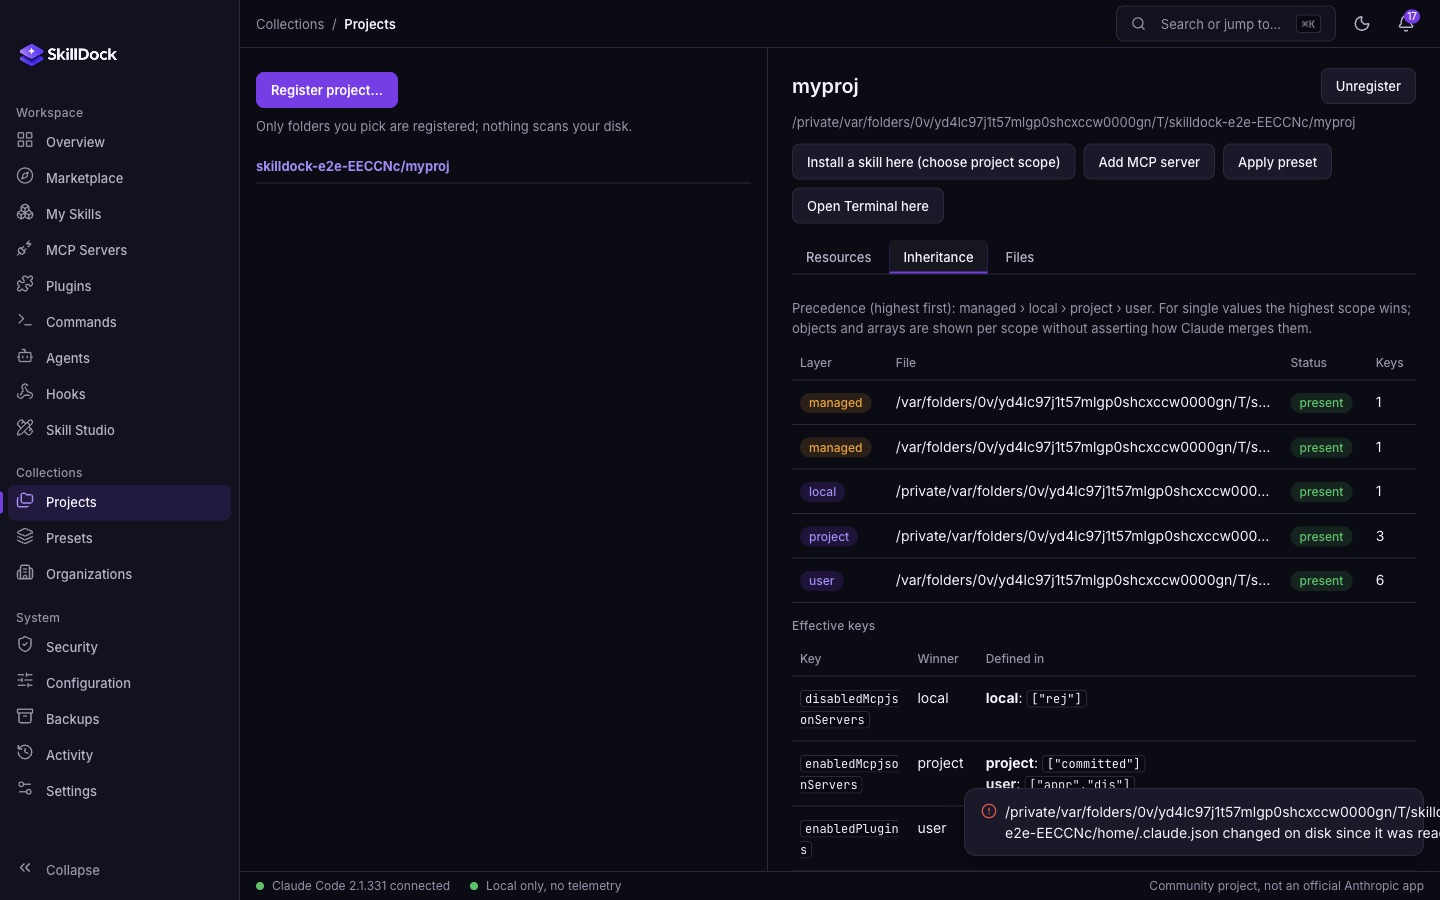 SkillDock
Workspace
Overview
Marketplace
My Skills
MCP Servers
Plugins
Commands
Agents
Hooks
Skill Studio
Collections
Projects
Presets
Organizations
System
Security
Configuration
Backups
Activity
Settings
Collapse
Collections / Projects
Search or jump to... ⌘K
17
Register project...
Only folders you pick are registered; nothing scans your disk.
skilldock-e2e-EECCNc/myproj
myproj
Unregister
/private/var/folders/0v/yd4lc97j1t57mlgp0shcxccw0000gn/T/skilldock-e2e-EECCNc/myproj
Install a skill here (choose project scope)
Add MCP server
Apply preset
Open Terminal here
Resources
Inheritance
Files
Precedence (highest first): managed › local › project › user. For single values the highest scope wins;
objects and arrays are shown per scope without asserting how Claude merges them.
Layer File Status Keys
managed /var/folders/0v/yd4lc97j1t57mlgp0shcxccw0000gn/T/s... present 1
managed /var/folders/0v/yd4lc97j1t57mlgp0shcxccw0000gn/T/s... present 1
local /private/var/folders/0v/yd4lc97j1t57mlgp0shcxccw000... present 1
project /private/var/folders/0v/yd4lc97j1t57mlgp0shcxccw000... present 3
user /var/folders/0v/yd4lc97j1t57mlgp0shcxccw0000gn/T/s... present 6
Effective keys
Key Winner Defined in
disabledMcpjs local local: ["rej"]
onServers
enabledMcpjso project project: ["committed"]
nServers user: ["appr","dis"]
enabledPlugin user
s
/private/var/folders/0v/yd4lc97j1t57mlgp0shcxccw0000gn/T/skilld
e2e-EECCNc/home/.claude.json changed on disk since it was rea
Claude Code 2.1.331 connected
Local only, no telemetry
Community project, not an official Anthropic app